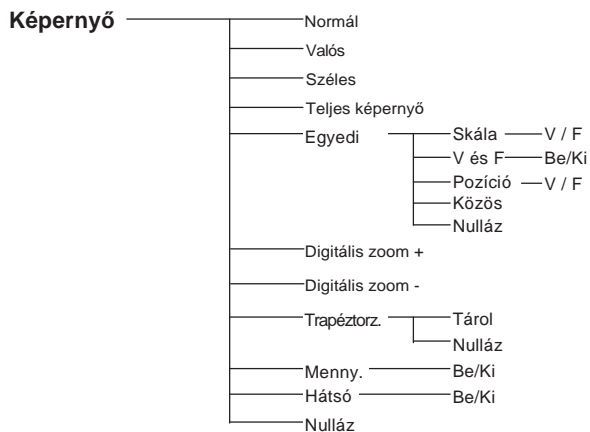 Képernyő Normál
Valós
Széles
Teljes képernyő
Egyedi Skála V / F
V és F Be/Ki
Pozíció V / F
Közös
Nulláz
Digitális zoom +
Digitális zoom -
Trapéztorz. Tárol
Nulláz
Menny. Be/Ki
Hátsó Be/Ki
Nulláz